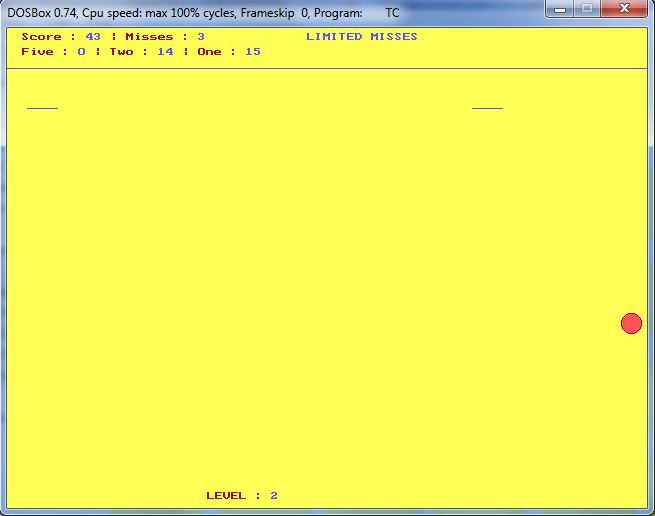 DOSBox 0.74, Cpu speed: max 100% cycles, Frameskip 0, Program: TC
Score : 43 ¦ Misses : 3 LIMITED MISSES
Five : 0 ¦ Two : 14 ¦ One : 15
LEVEL : 2